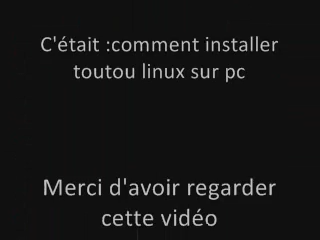 C'était :comment installer
toutou linux sur pc
Merci d'avoir regarder
cette vidéo